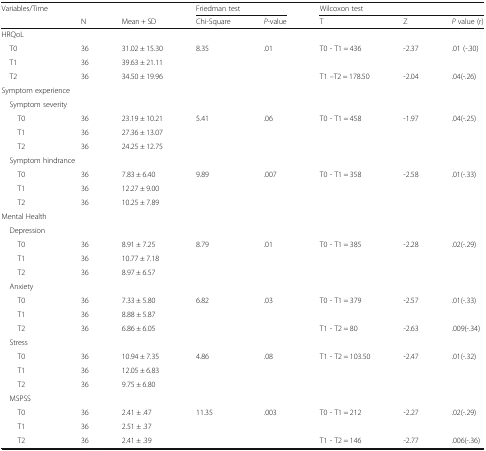 Variables/Time Friedman test Wilcoxon test
N Mean + SD Chi-Square P-value T Z P value (r)
HRQoL
T0 36 31.02 ± 15.30 8.35 .01 T0 - T1 = 436 -2.37 .01 (-.30)
T1 36 39.63 ± 21.11
T2 36 34.50 ± 19.96 T1 –T2 = 178.50 -2.04 .04(-.26)
Symptom experience
Symptom severity
T0 36 23.19 ± 10.21 5.41 .06 T0 - T1 = 458 -1.97 .04(-.25)
T1 36 27.36 ± 13.07
T2 36 24.25 ± 12.75
Symptom hindrance
T0 36 7.83 ± 6.40 9.89 .007 T0 - T1 = 358 -2.58 .01(-.33)
T1 36 12.27 ± 9.00
T2 36 10.25 ± 7.89
Mental Health
Depression
T0 36 8.91 ± 7.25 8.79 .01 T0 - T1 = 385 -2.28 .02(-.29)
T1 36 10.77 ± 7.18
T2 36 8.97 ± 6.57
Anxiety
T0 36 7.33 ± 5.80 6.82 .03 T0 - T1 = 379 -2.57 .01(-.33)
T1 36 8.88 ± 5.87
T2 36 6.86 ± 6.05 T1 - T2 = 80 -2.63 .009(-.34)
Stress
T0 36 10.94 ± 7.35 4.86 .08 T1 - T2 = 103.50 -2.47 .01(-.32)
T1 36 12.05 ± 6.83
T2 36 9.75 ± 6.80
MSPSS
T0 36 2.41 ± .47 11.35 .003 T0 - T1 = 212 -2.27 .02(-.29)
T1 36 2.51 ± .37
T2 36 2.41 ± .39 T1 - T2 = 146 -2.77 .006(-.36)